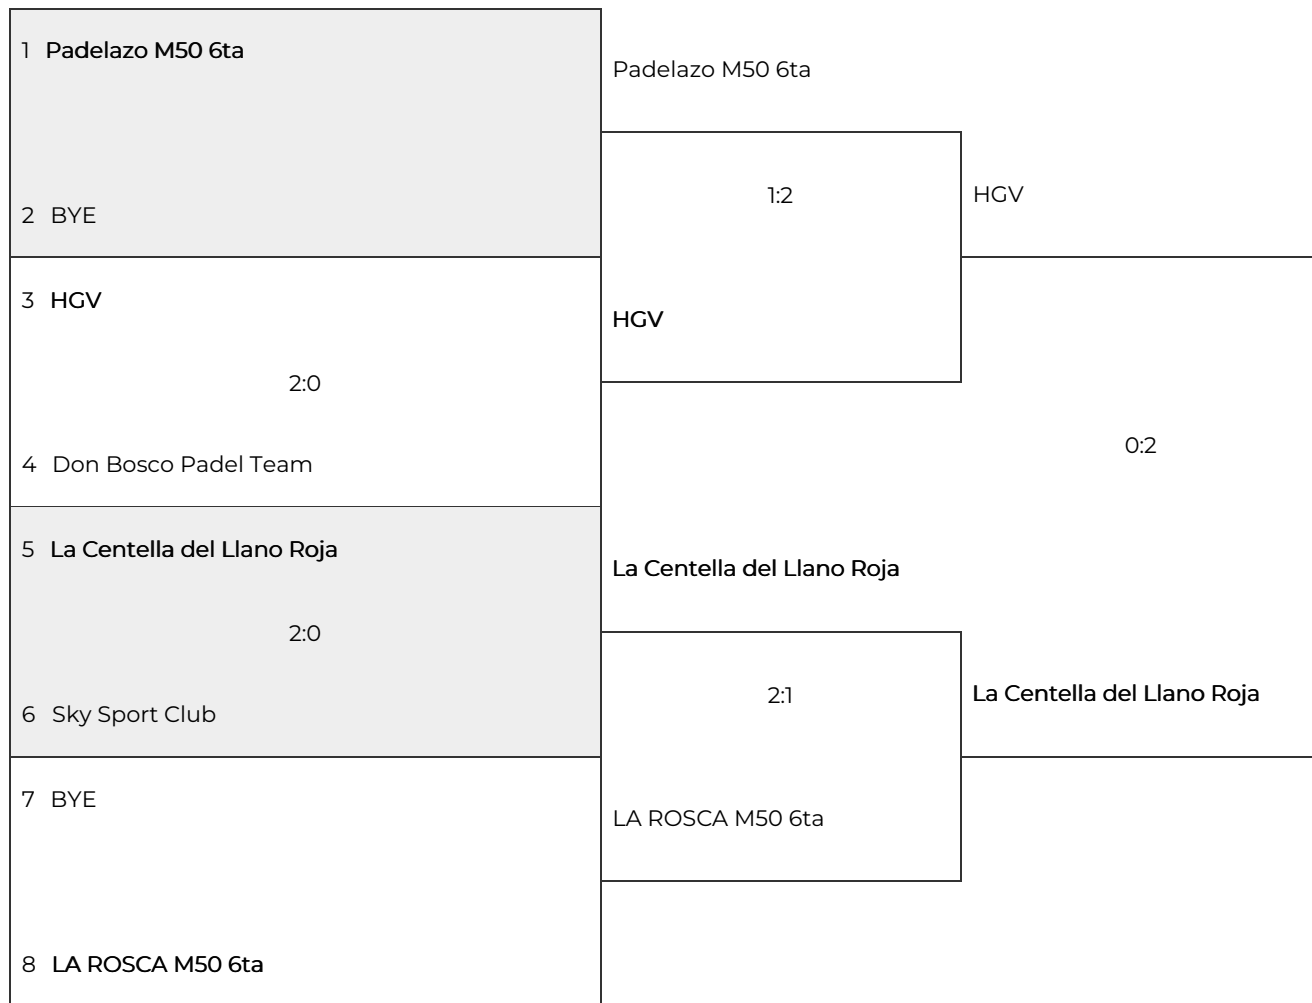 1 Padelazo M50 6ta
2 BYE
3 HGV
2:0
4 Don Bosco Padel Team
5 La Centella del Llano Roja
2:0
6 Sky Sport Club
7 BYE
8 LA ROSCA M50 6ta
Padelazo M50 6ta
1:2
HGV
La Centella del Llano Roja
2:1
LA ROSCA M50 6ta
HGV
0:2
La Centella del Llano Roja